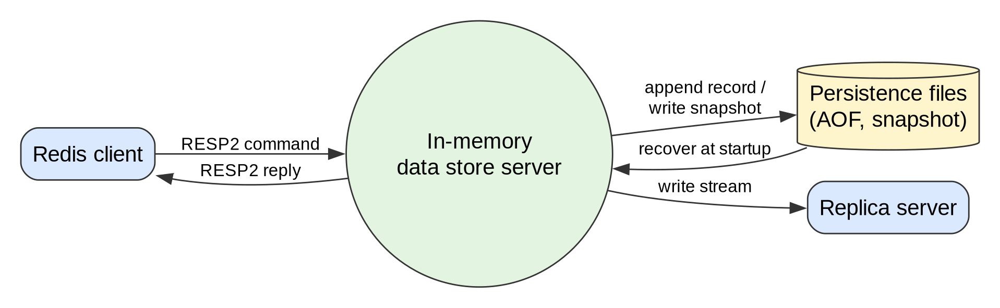 Redis client
RESP2 command
RESP2 reply
In-memory
data store server
append record /
write snapshot
recover at startup
write stream
Persistence files
(AOF, snapshot)
Replica server